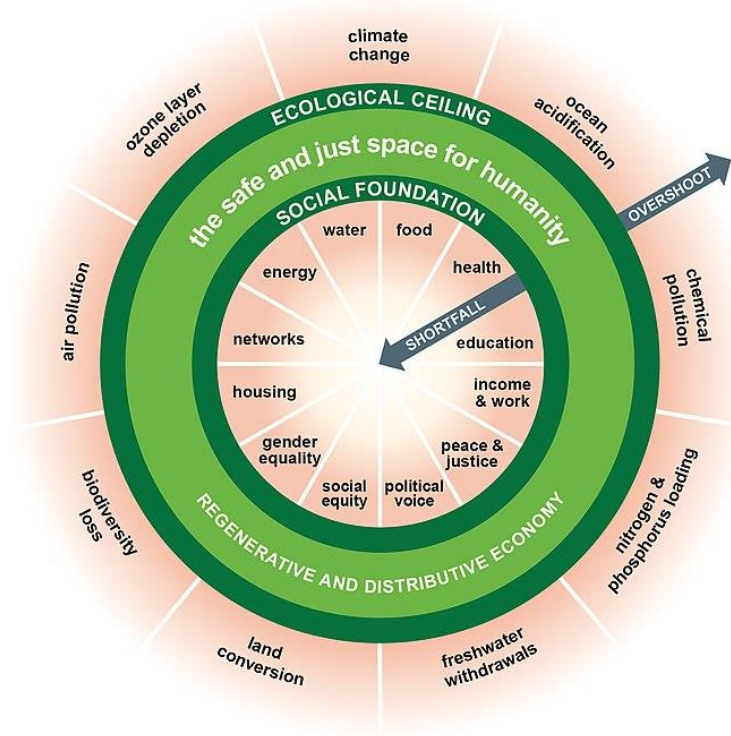 climate
change
ocean
acidification
chemical
pollution
nitrogen &
phosphorus loading
freshwater
withdrawals
land
conversion
biodiversity
loss
air pollution
ozone layer
depletion
ECOLOGICAL CEILING
the safe and just space for humanity
SOCIAL FOUNDATION
OVERSHOOT
SHORTFALL
water
food
health
education
income
& work
peace &
justice
political
voice
social
equity
gender
equality
housing
networks
energy
REGENERATIVE AND DISTRIBUTIVE ECONOMY